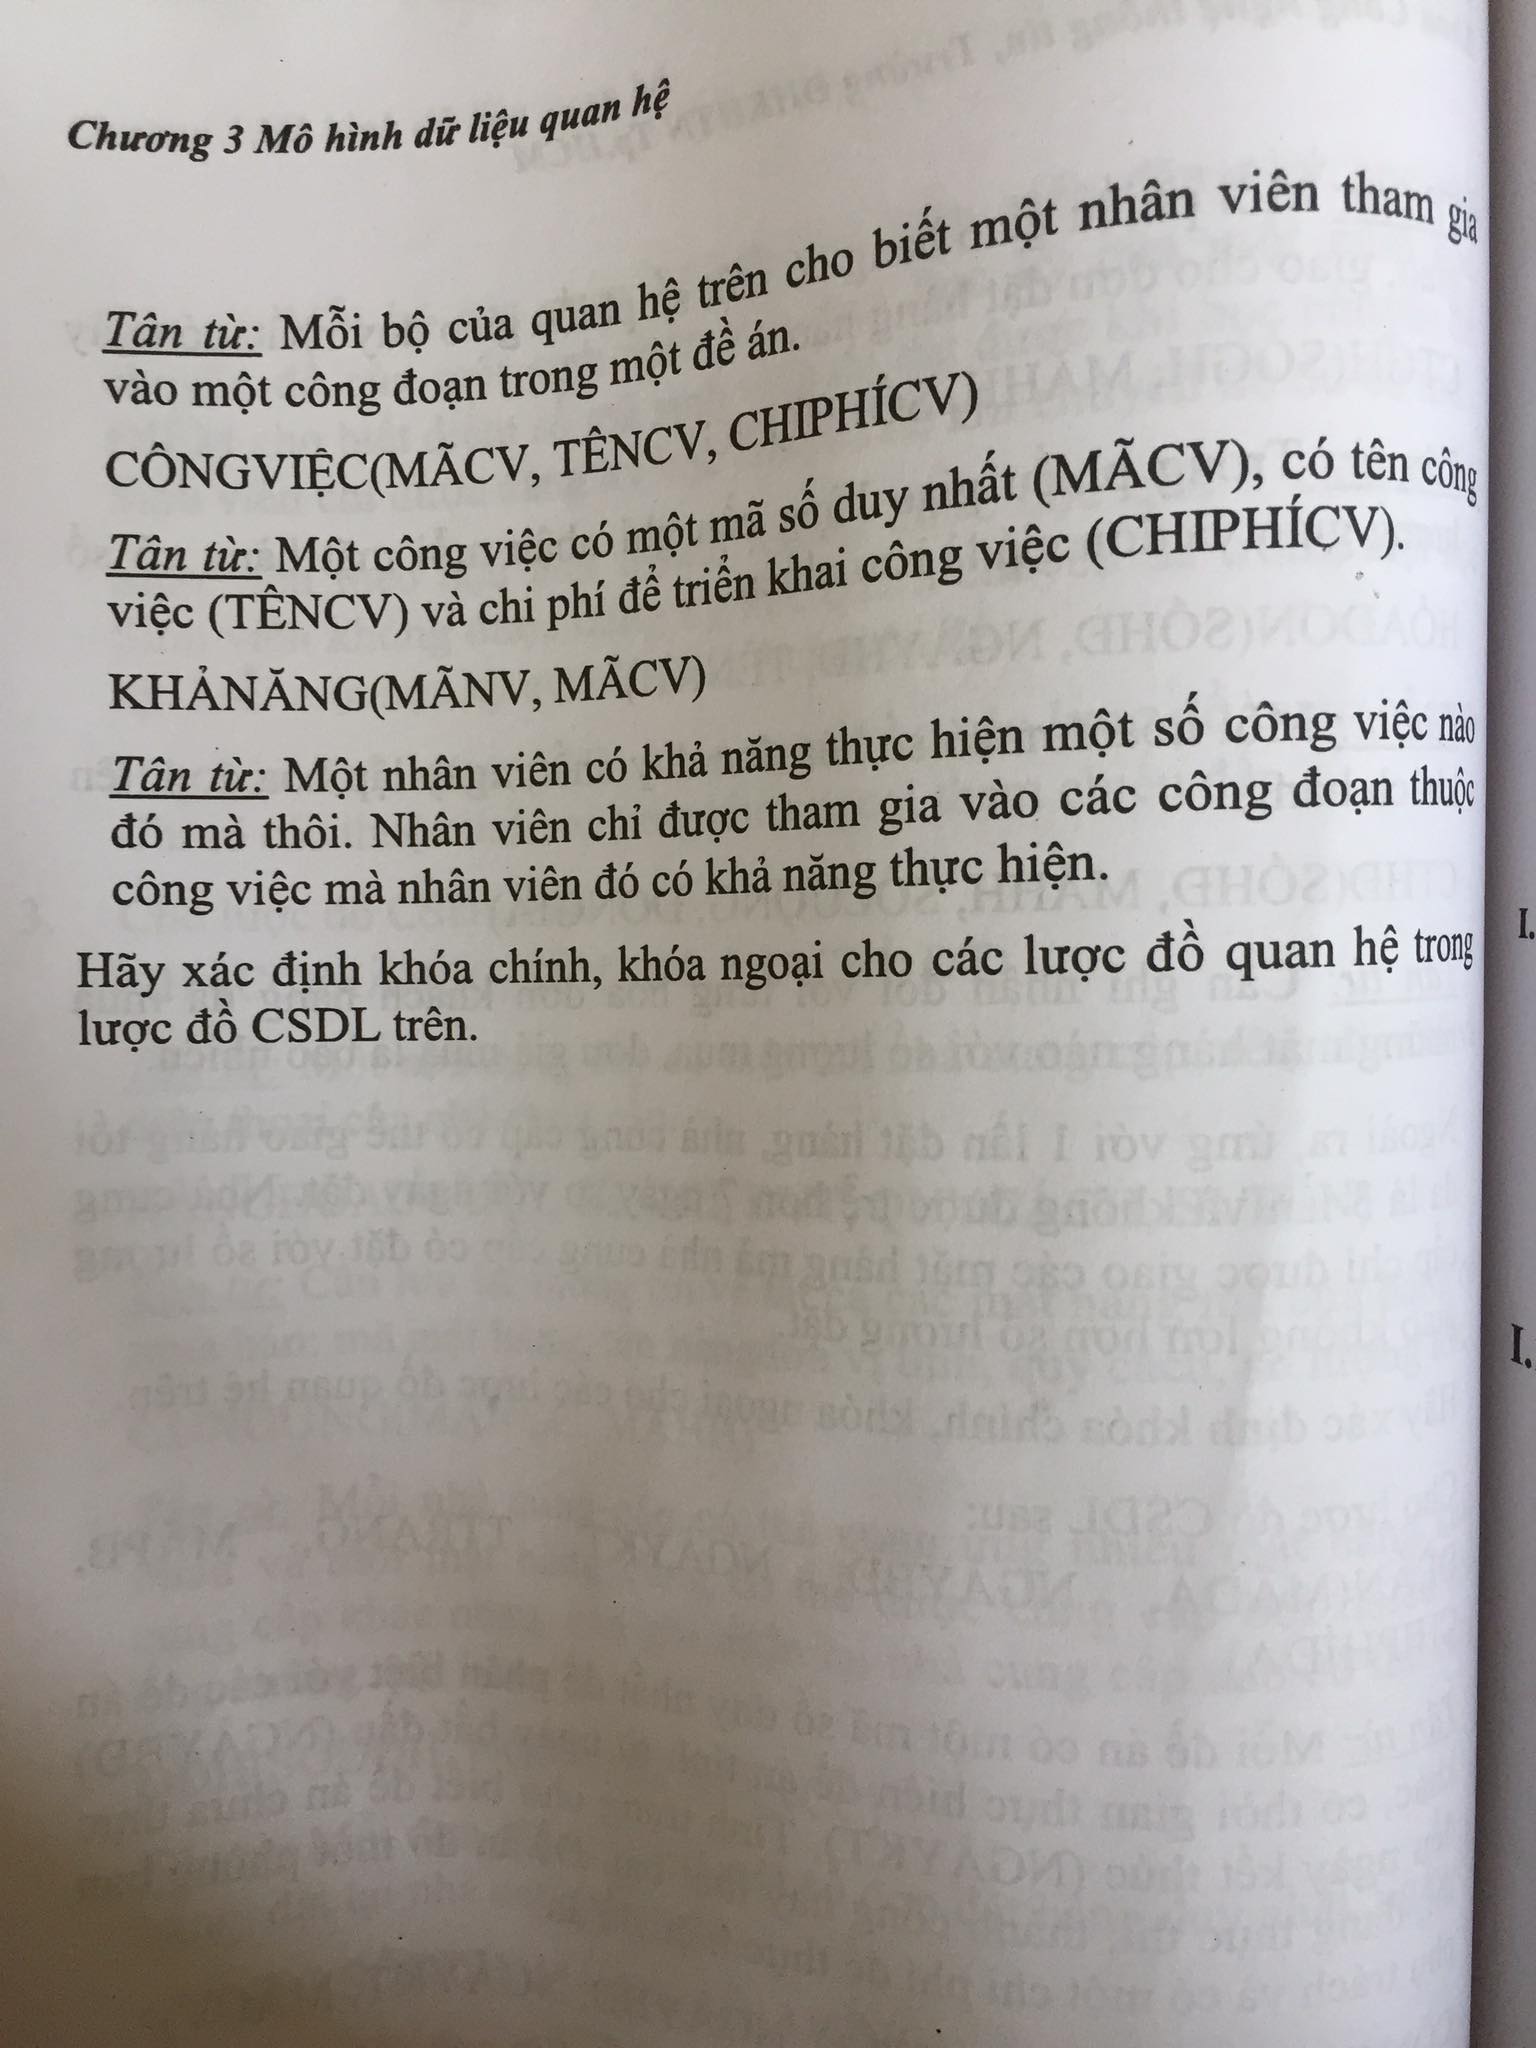 Chương 3 Mô hình dữ liệu quan hệ
Tân từ: Mỗi bộ của quan hệ trên cho biết một nhân viên tham gia
vào một công đoạn trong một đề án.
CÔNGVIỆC(MÃCV, TÊNCV, CHIPHÍCV)
Tân từ: Một công việc có một mã số duy nhất (MÃCV), có tên công
việc (TÊNCV) và chi phí để triển khai công việc (CHIPHÍCV).
KHẢNĂNG(MÃNV, MÃCV)
Tân từ: Một nhân viên có khả năng thực hiện một số công việc nào
đó mà thôi. Nhân viên chỉ được tham gia vào các công đoạn thuộc
công việc mà nhân viên đó có khả năng thực hiện.
Hãy xác định khóa chính, khóa ngoại cho các lược đồ quan hệ trong
lược đồ CSDL trên.
I.
I.